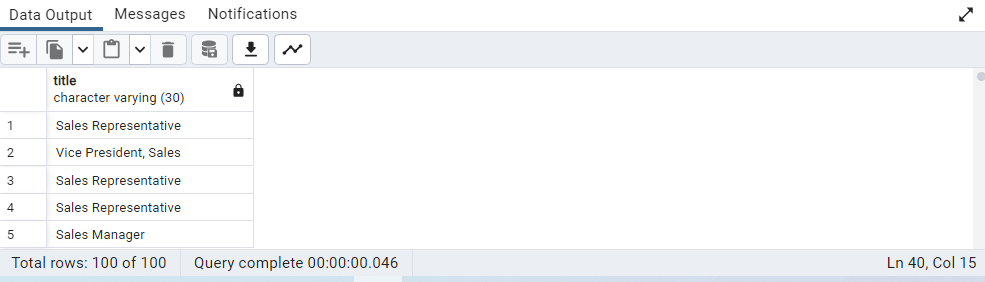 Data Output Messages Notifications
title
character varying (30)
1 Sales Representative
2 Vice President, Sales
3 Sales Representative
4 Sales Representative
5 Sales Manager
Total rows: 100 of 100 Query complete 00:00:00.046 Ln 40, Col 15